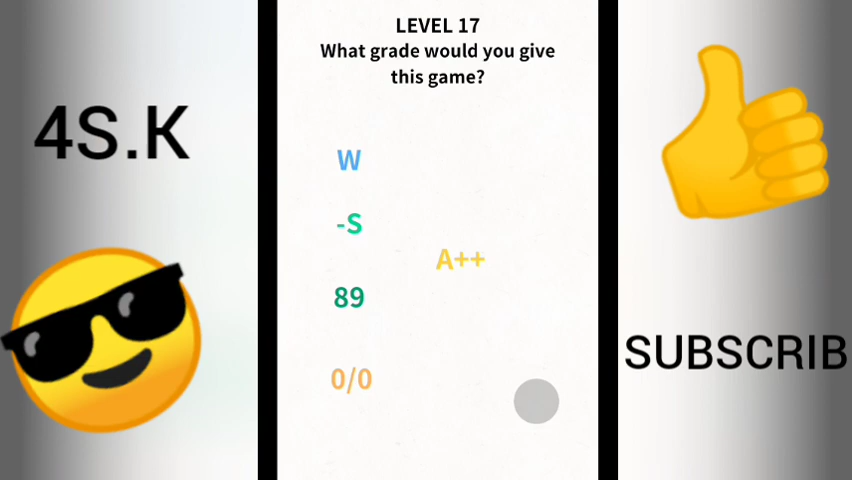 4S.K
LEVEL 17
What grade would you give
this game?
W
-S
A++
89
0/0
SUBSCRIB